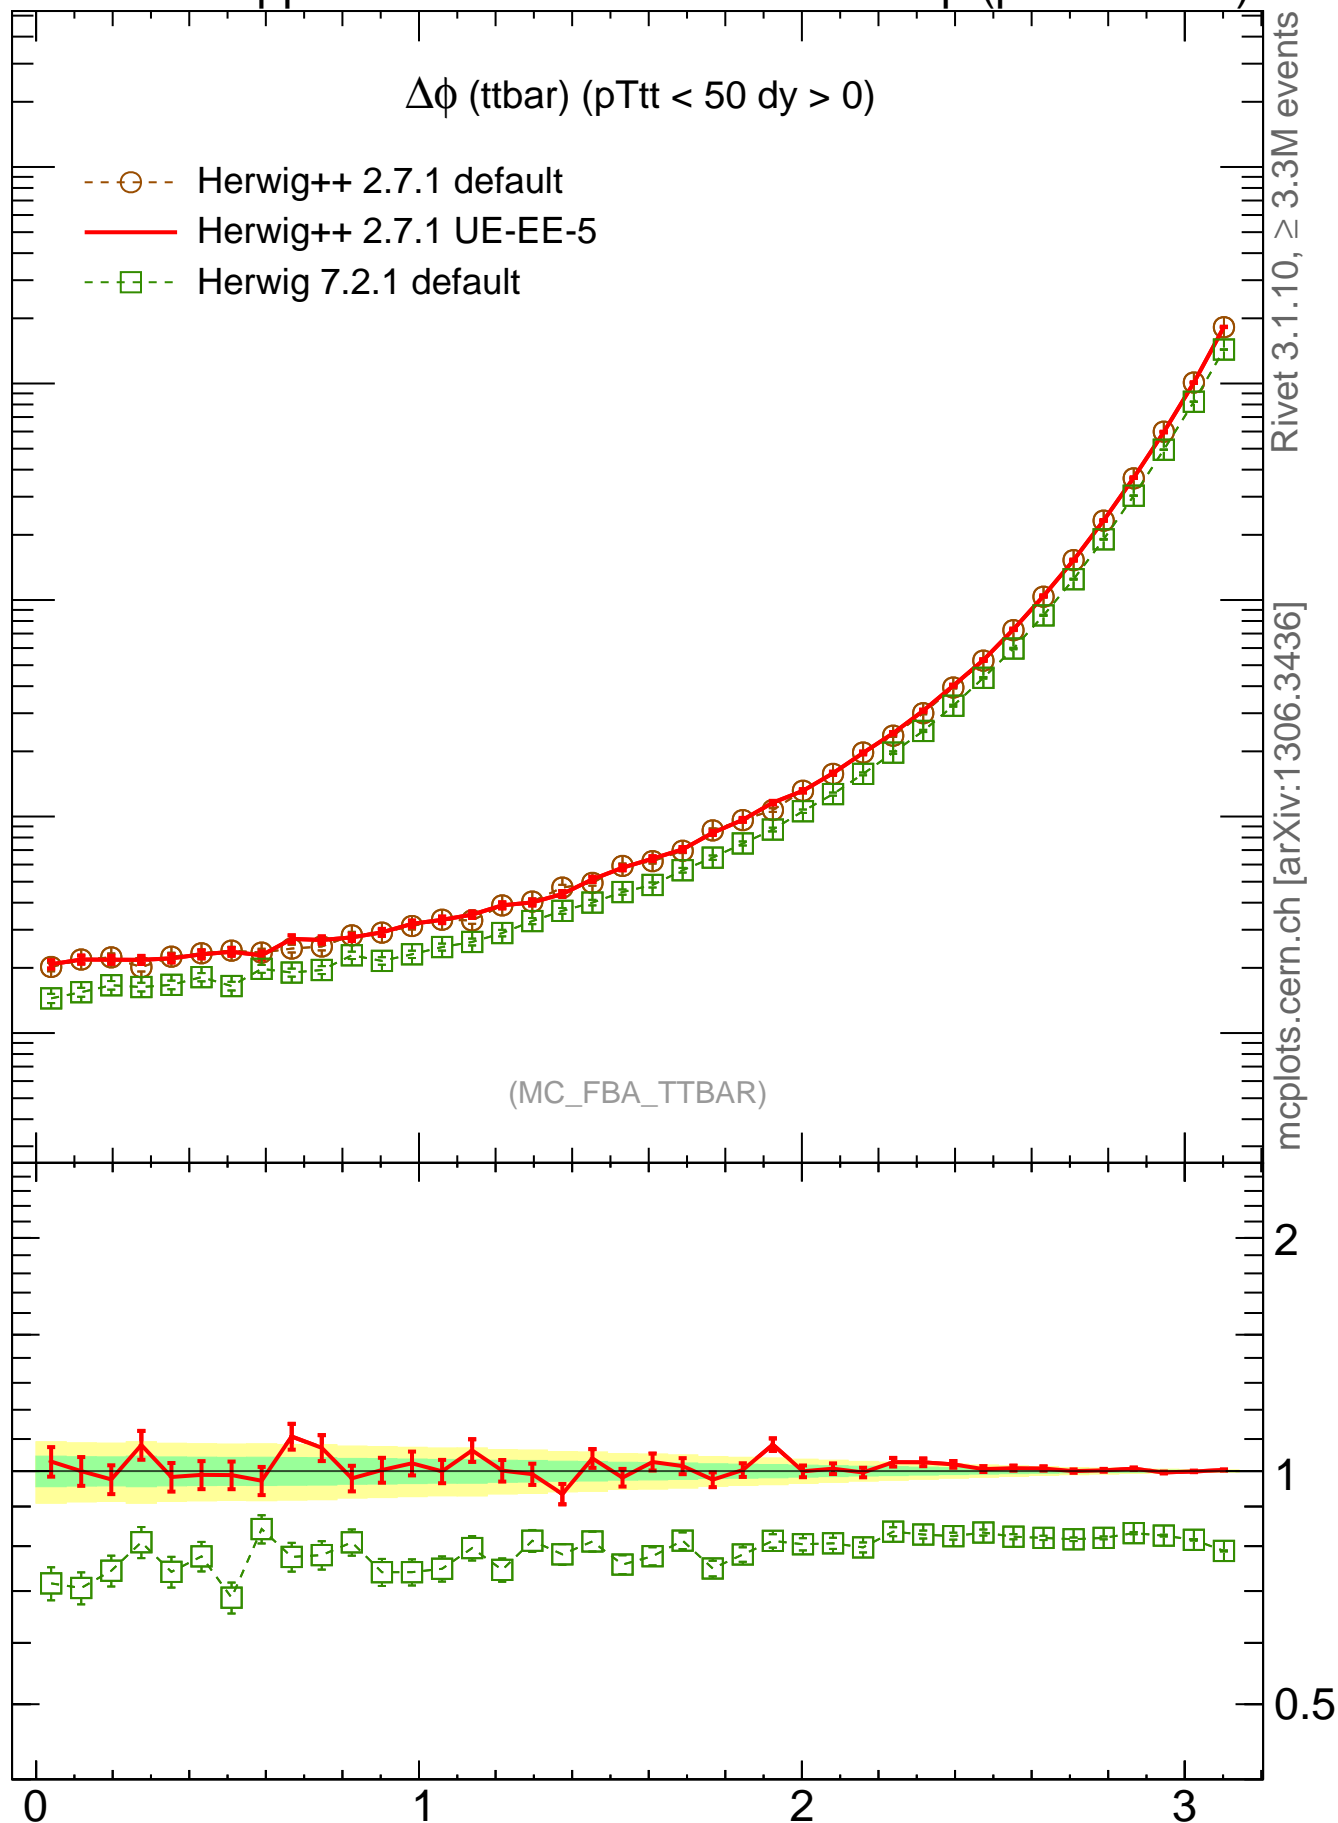 Δϕ (ttbar) (pTtt < 50 dy > 0)
Herwig++ 2.7.1 default
Herwig++ 2.7.1 UE-EE-5
Herwig 7.2.1 default
(MC_FBA_TTBAR)
Rivet 3.1.10, ≥ 3.3M events
mcplots.cern.ch [arXiv:1306.3436]
2
1
0.5
0 1 2 3